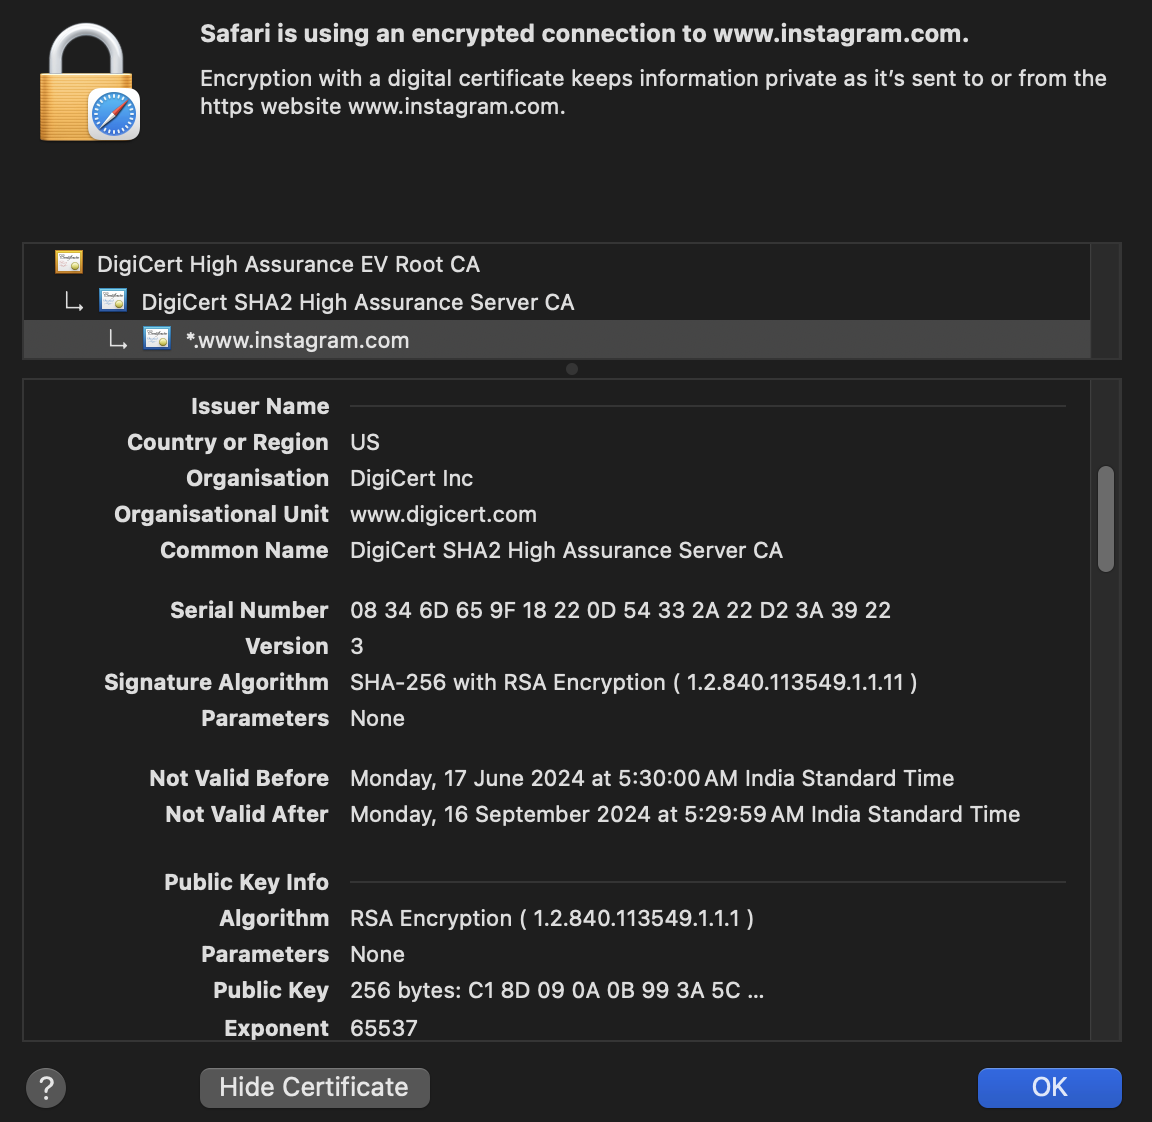 Safari is using an encrypted connection to www.instagram.com.
Encryption with a digital certificate keeps information private as it’s sent to or from the
https website www.instagram.com.
DigiCert High Assurance EV Root CA
DigiCert SHA2 High Assurance Server CA
*.www.instagram.com
Issuer Name
Country or Region US
Organisation DigiCert Inc
Organisational Unit www.digicert.com
Common Name DigiCert SHA2 High Assurance Server CA
Serial Number 08 34 6D 65 9F 18 22 0D 54 33 2A 22 D2 3A 39 22
Version 3
Signature Algorithm SHA-256 with RSA Encryption ( 1.2.840.113549.1.1.11 )
Parameters None
Not Valid Before Monday, 17 June 2024 at 5:30:00 AM India Standard Time
Not Valid After Monday, 16 September 2024 at 5:29:59 AM India Standard Time
Public Key Info
Algorithm RSA Encryption ( 1.2.840.113549.1.1.1 )
Parameters None
Public Key 256 bytes: C1 8D 09 0A 0B 99 3A 5C ...
Exponent 65537
? Hide Certificate OK